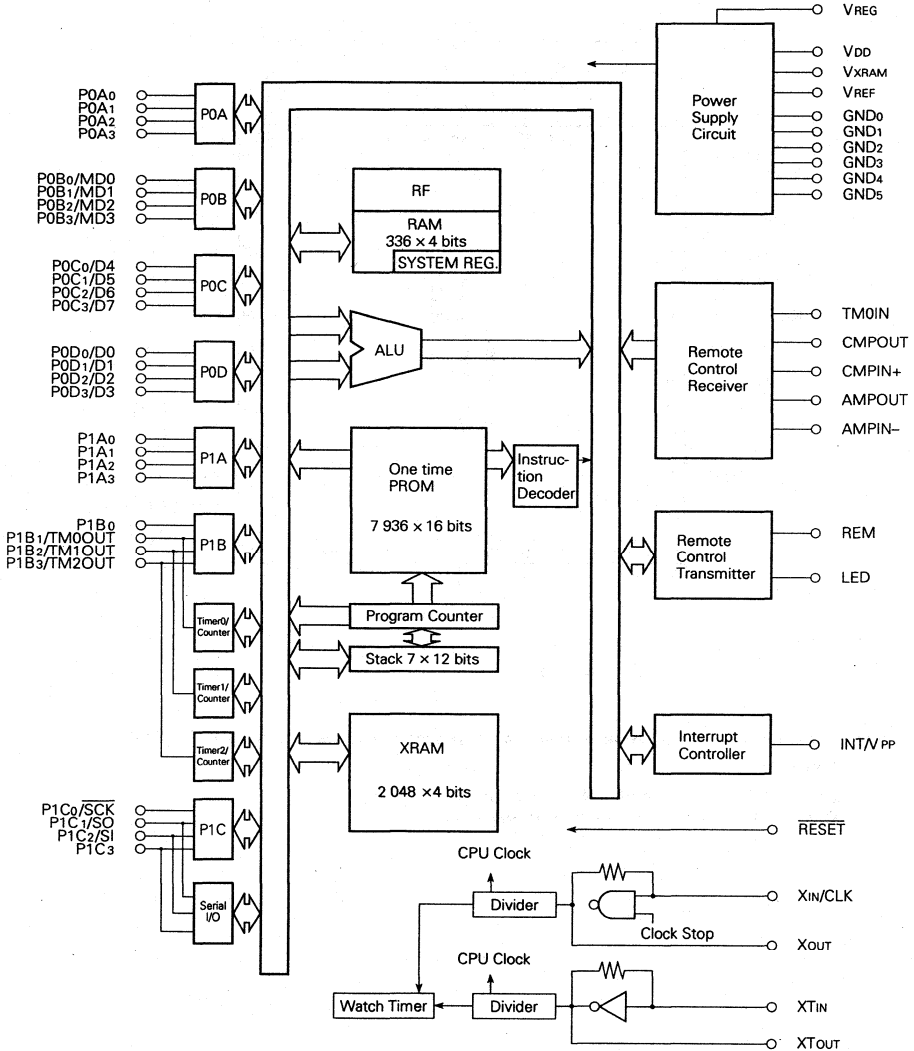 VREG
VDD
VXRAM
VREF
GND0
GND1
GND2
GND3
GND4
GND5
Power
Supply
Circuit
P0A0
P0A1
P0A2
P0A3
P0A
P0B0/MD0
P0B1/MD1
P0B2/MD2
P0B3/MD3
P0B
P0C0/D4
P0C1/D5
P0C2/D6
P0C3/D7
P0C
P0D0/D0
P0D1/D1
P0D2/D2
P0D3/D3
P0D
P1A0
P1A1
P1A2
P1A3
P1A
P1B0
P1B1/TM0OUT
P1B2/TM1OUT
P1B3/TM2OUT
P1B
Timer0/
Counter
Timer1/
Counter
Timer2/
Counter
P1C0/SCK
P1C1/SO
P1C2/SI
P1C3
P1C
Serial
I/O
RF
RAM
336 × 4 bits
SYSTEM REG.
ALU
One time
PROM
7 936 × 16 bits
Instruc-
tion
Decoder
Program Counter
Stack 7 × 12 bits
XRAM
2 048 ×4 bits
Remote
Control
Receiver
TM0IN
CMPOUT
CMPIN+
AMPOUT
AMPIN–
Remote
Control
Transmitter
REM
LED
Interrupt
Controller
INT/VPP
RESET
CPU Clock
Divider
Clock Stop
XIN/CLK
XOUT
CPU Clock
Watch Timer
Divider
XTIN
XTOUT